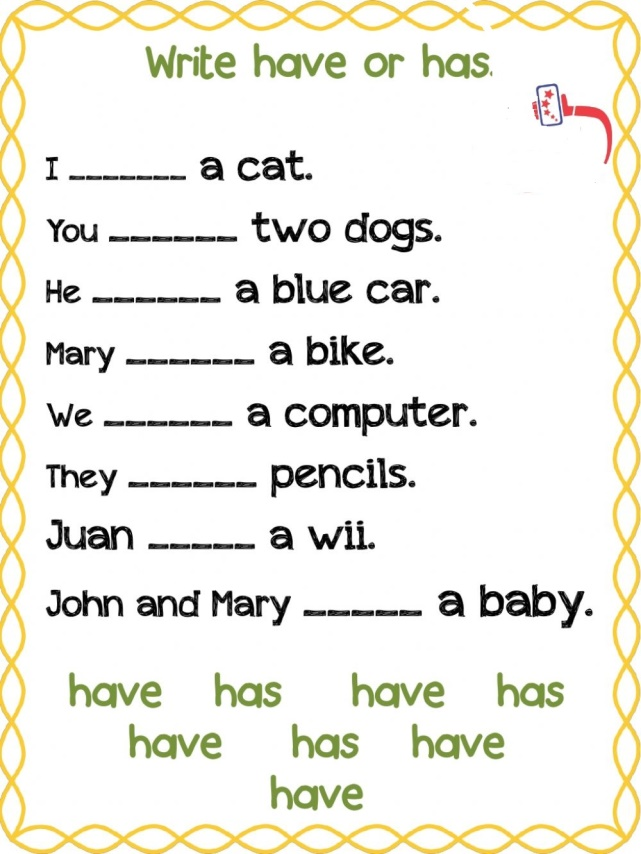 Write have or has.
I _______ a cat.
You ______ two dogs.
He ______ a blue car.
Mary ______ a bike.
We ______ a computer.
They ______ pencils.
Juan _____ a wii.
John and Mary _____ a baby.
have has have has
have has have
have